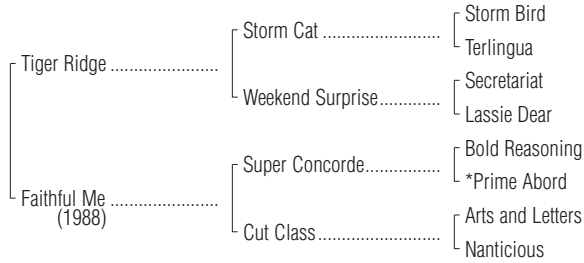 Storm Bird
Storm Cat ........................
Terlingua
Tiger Ridge ......................
Secretariat
Weekend Surprise.............
Lassie Dear
Bold Reasoning
Super Concorde................
*Prime Abord
Faithful Me ......................
(1988)
Arts and Letters
Cut Class.........................
Nanticious